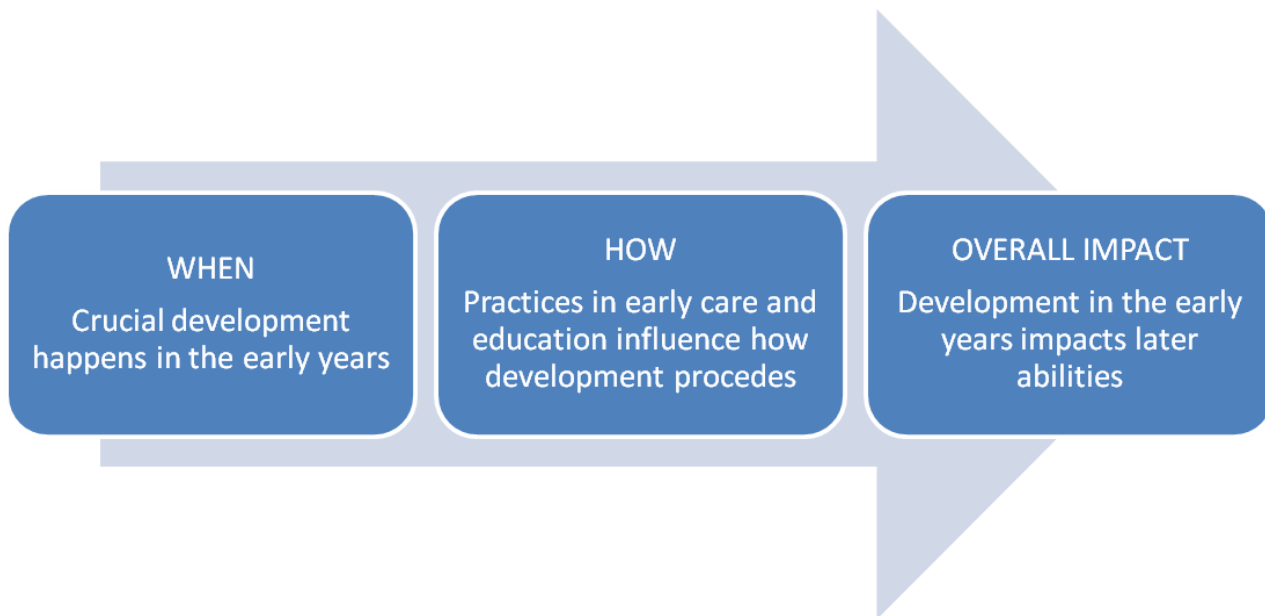 WHEN
Crucial development
happens in the early years
HOW
Practices in early care and
education influence how
development procedes
OVERALL IMPACT
Development in the early
years impacts later
abilities